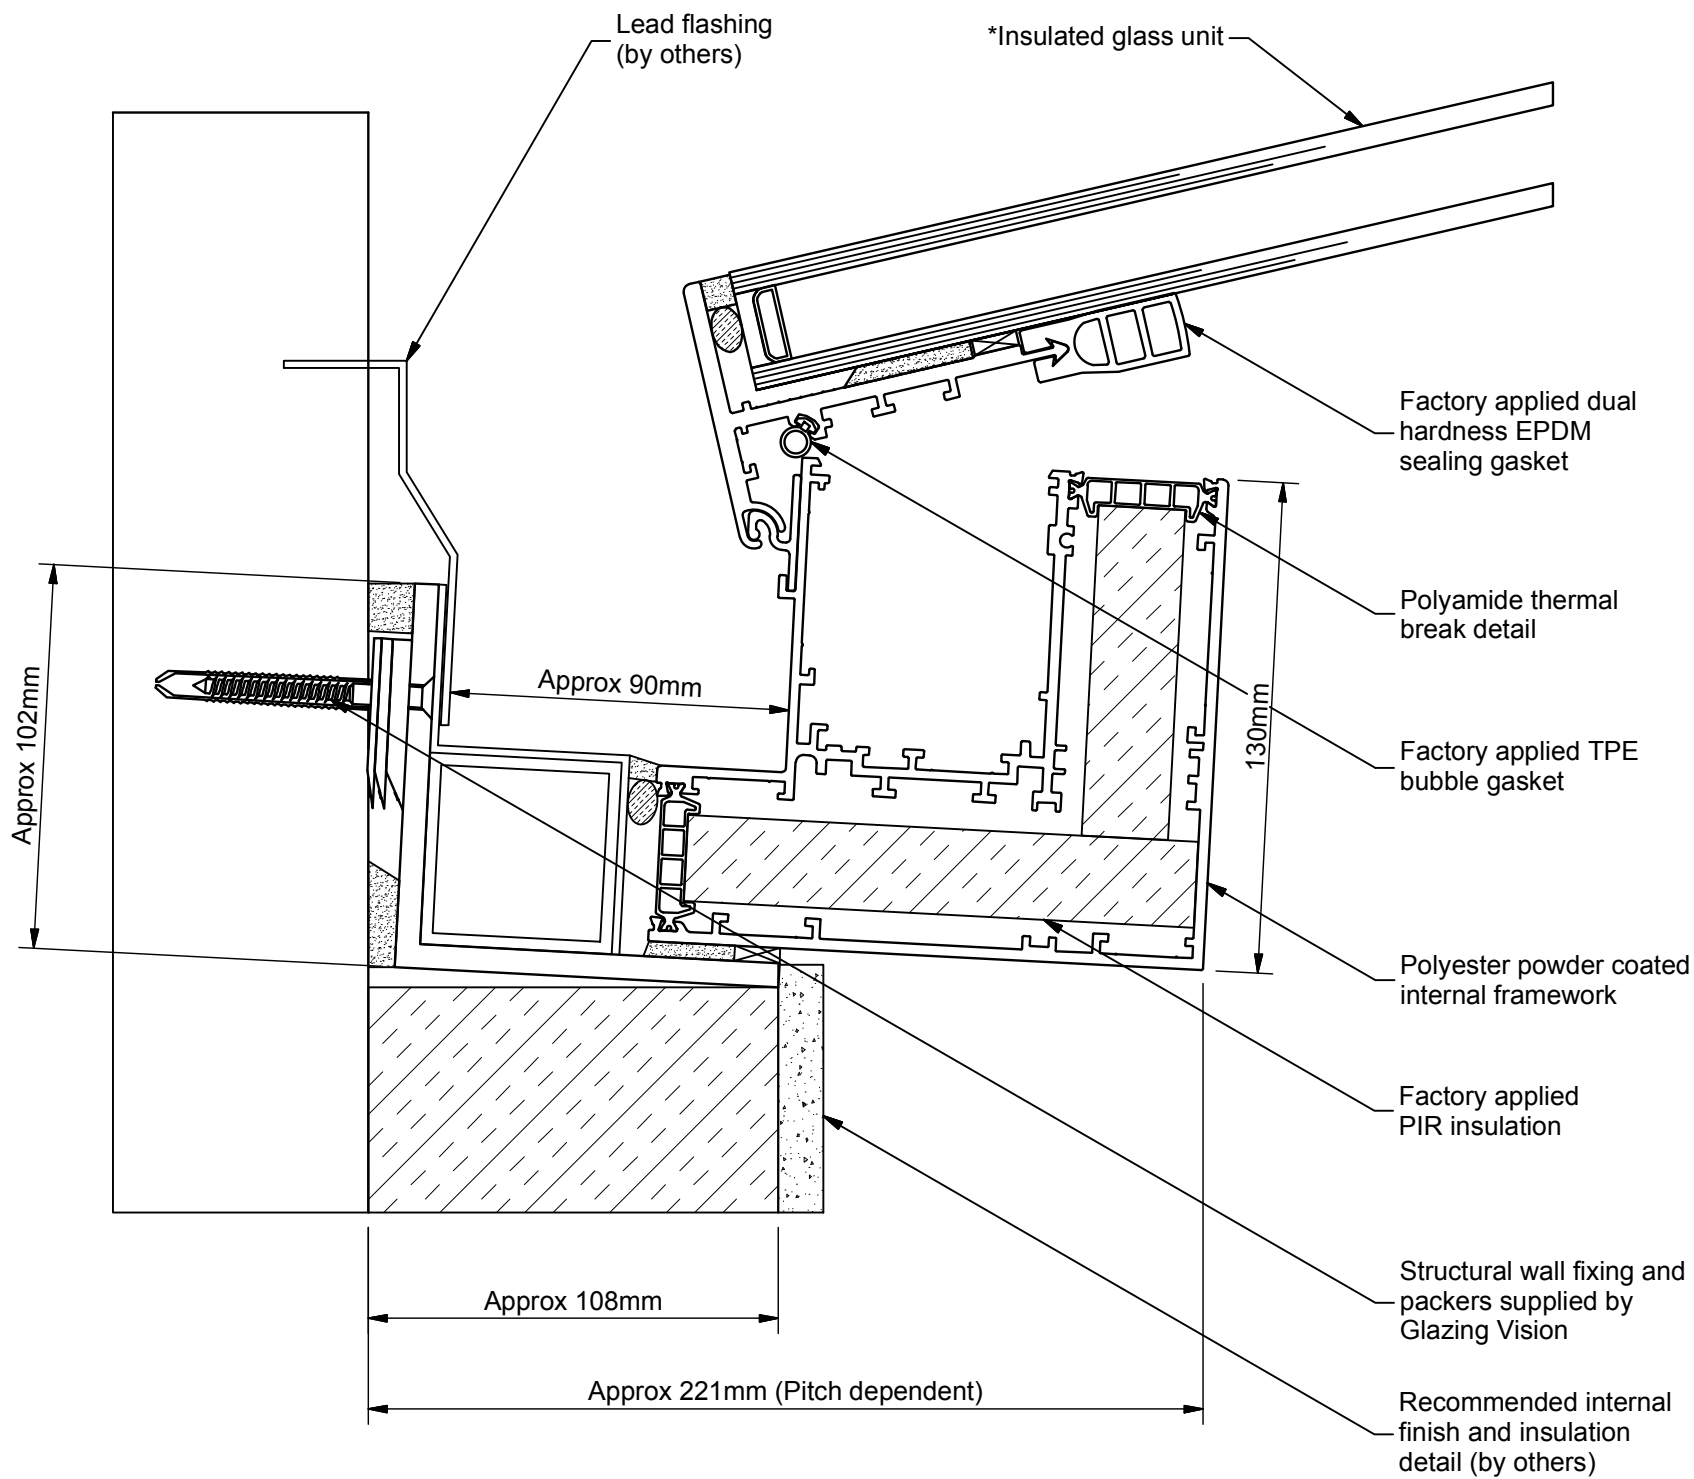 Lead flashing
(by others)
*Insulated glass unit
Factory applied dual
hardness EPDM
sealing gasket
Polyamide thermal
break detail
Approx 90mm
Approx 102mm
130mm
Factory applied TPE
bubble gasket
Polyester powder coated
internal framework
Factory applied
PIR insulation
Structural wall fixing and
packers supplied by
Glazing Vision
Approx 108mm
Approx 221mm (Pitch dependent)
Recommended internal
finish and insulation
detail (by others)